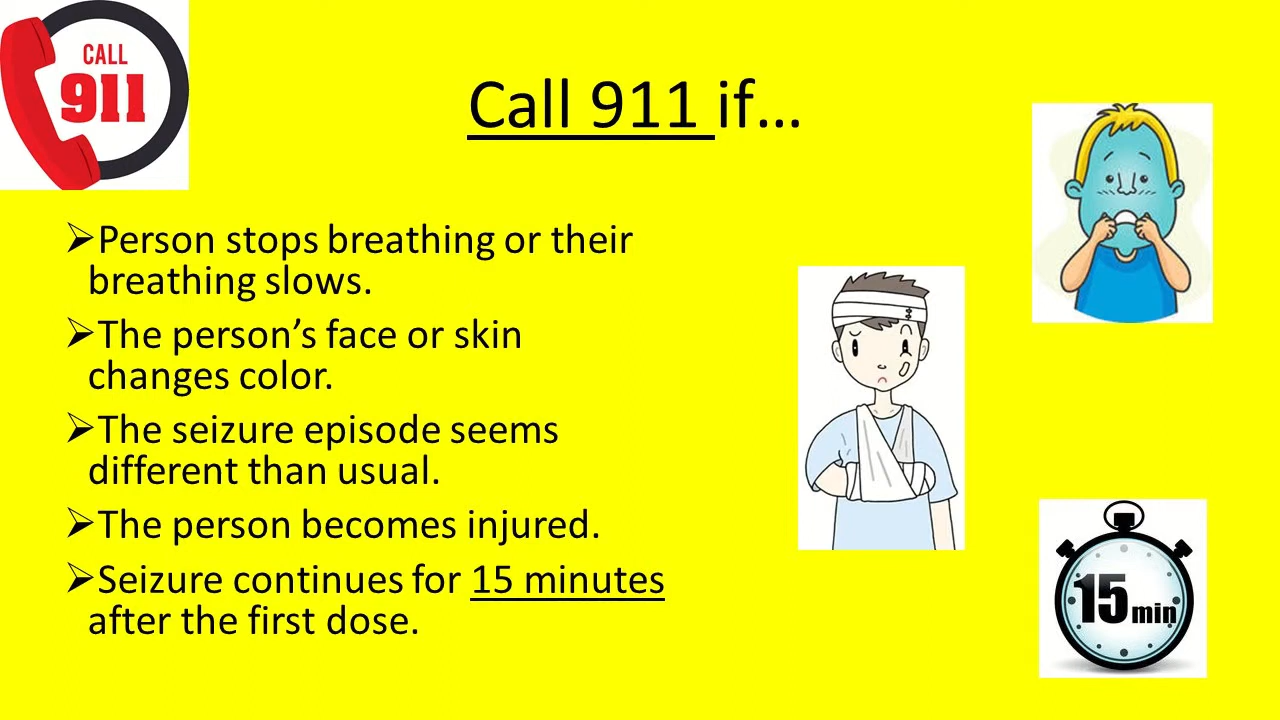 CALL
911
Call 911 if...
➢Person stops breathing or their
breathing slows.
➢The person’s face or skin
changes color.
➢The seizure episode seems
different than usual.
➢The person becomes injured.
➢Seizure continues for 15 minutes
after the first dose.
15 min